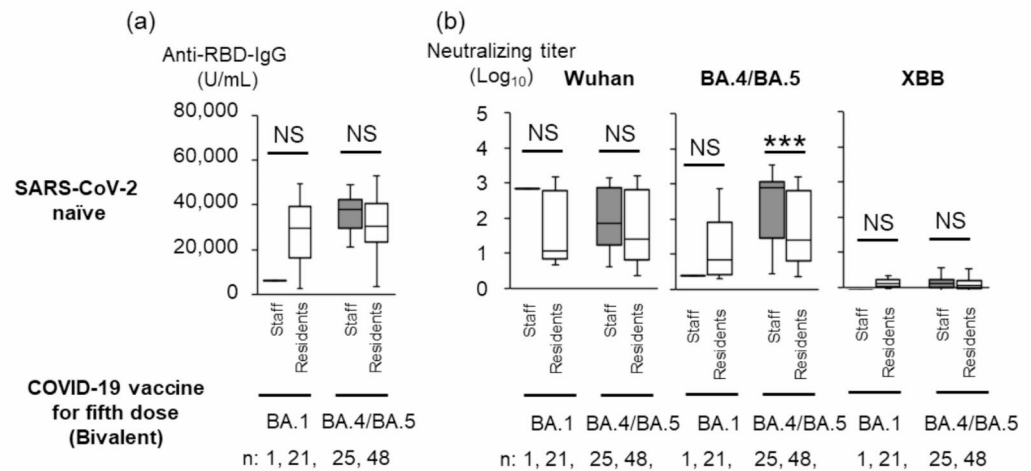 (a)
Anti-RBD-IgG
(U/mL)
80,000
60,000
40,000
20,000
0
NS
NS
Staff
Residents
Staff
Residents
(b)
Neutralizing titer
(Log10)
Wuhan
BA.4/BA.5
XBB
5
4
3
2
1
0
NS
NS
NS
***
NS
NS
Staff
Residents
Staff
Residents
Staff
Residents
Staff
Residents
Staff
Residents
Staff
Residents
SARS-CoV-2
naïve
COVID-19 vaccine
for fifth dose
(Bivalent)
BA.1 BA.4/BA.5 BA.1 BA.4/BA.5 BA.1 BA.4/BA.5 BA.1 BA.4/BA.5
n: 1, 21, 25, 48 n: 1, 21, 25, 48, 1, 21, 25, 48, 1, 21, 25, 48